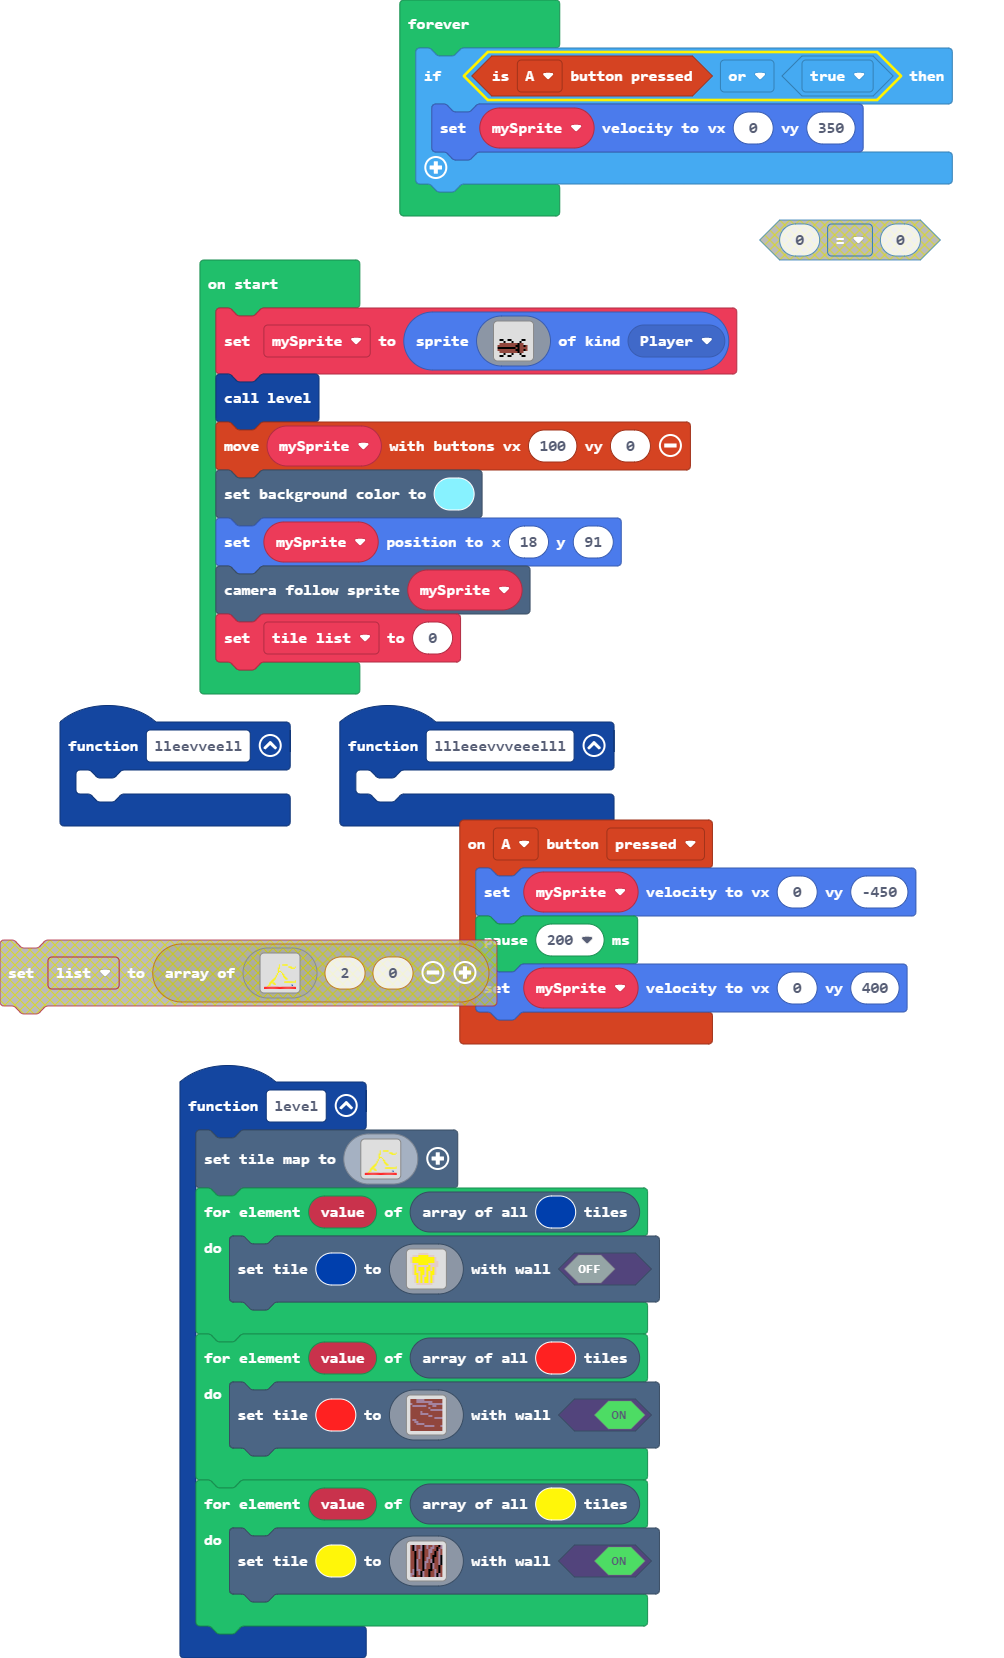 forever
if is A button pressed or true then
set mySprite velocity to vx 0 vy 350
0 = 0
on start
set mySprite to sprite of kind Player
call level
move mySprite with buttons vx 100 vy 0
set background color to
set mySprite position to x 18 y 91
camera follow sprite mySprite
set tile list to 0
function lleevveell
function llleeevvveeelll
on A button pressed
set mySprite velocity to vx 0 vy -450
pause 200 ms
set list to array of 2 0
set mySprite velocity to vx 0 vy 400
function level
set tile map to
for element value of array of all tiles
do
set tile to with wall OFF
for element value of array of all tiles
do
set tile to with wall ON
for element value of array of all tiles
do
set tile to with wall ON